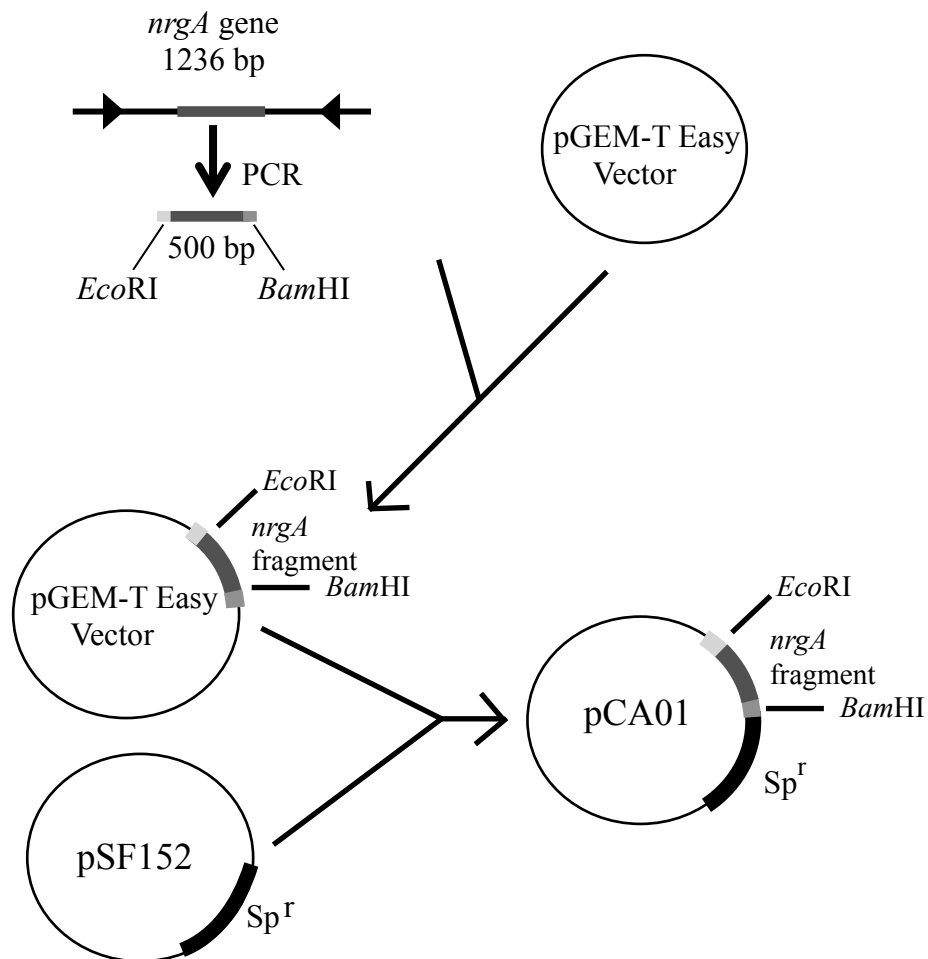 nrgA gene
1236 bp
pGEM-T Easy
Vector
PCR
500 bp
EcoRI
BamHI
EcoRI
nrgA
fragment
BamHI
pGEM-T Easy
Vector
EcoRI
nrgA
fragment
BamHI
pCA01
Spʳ
pSF152
Spʳ